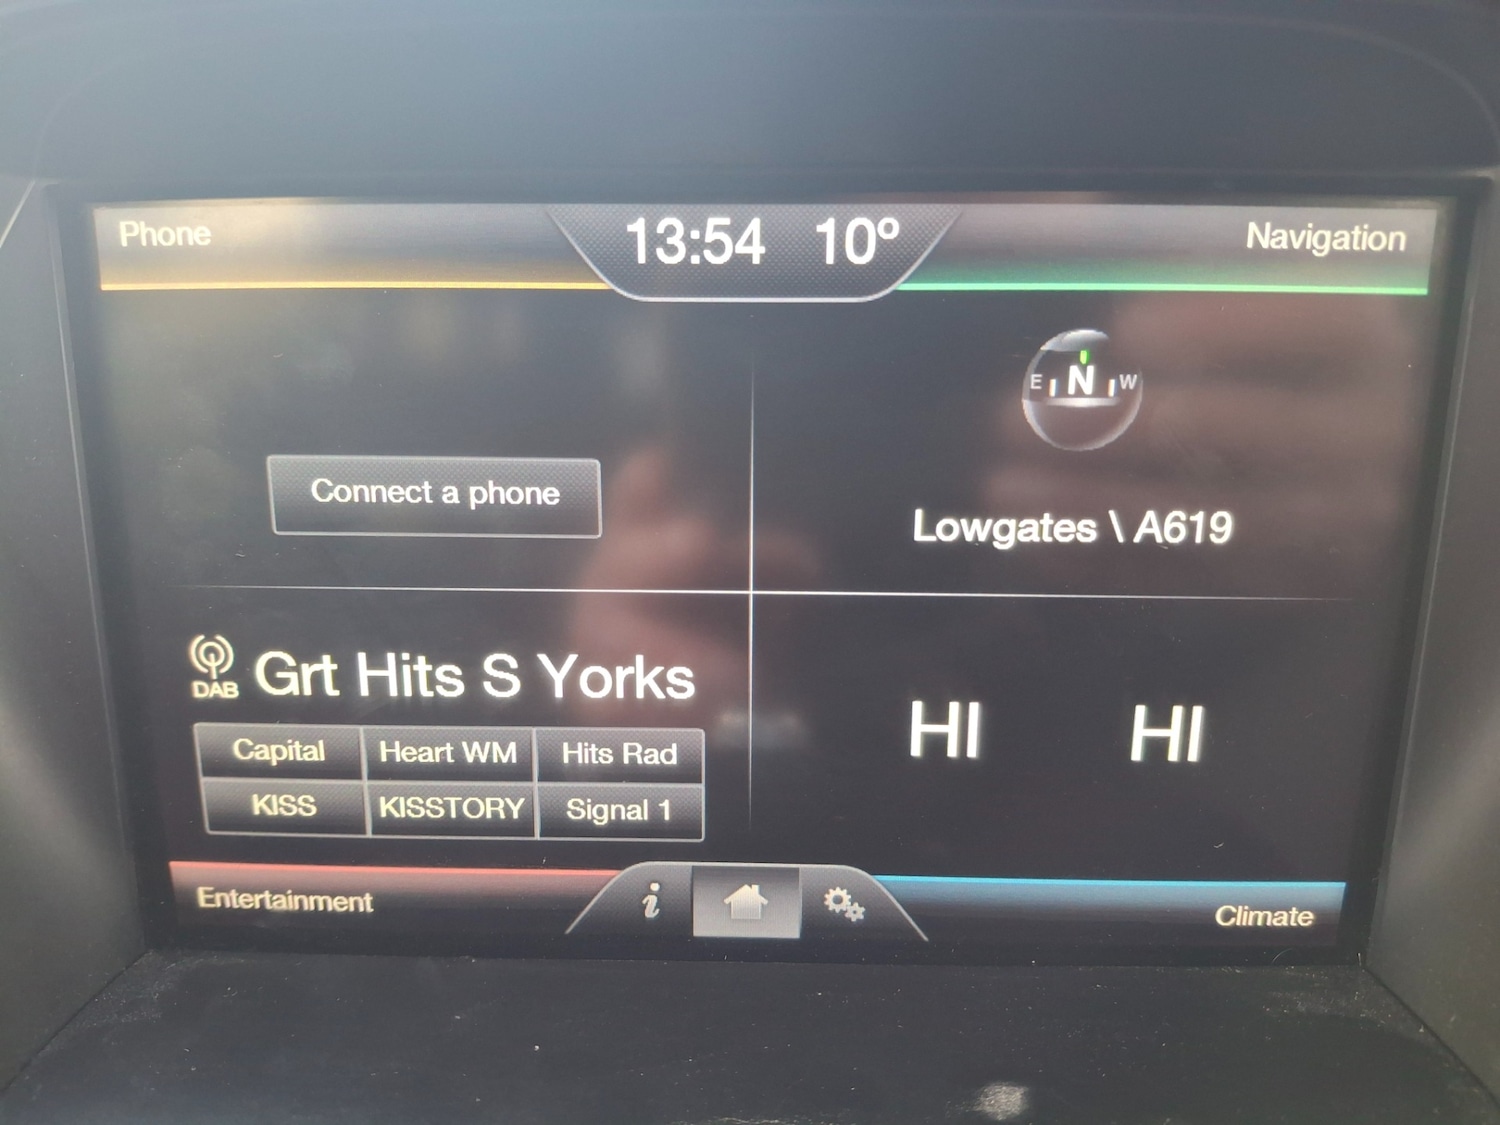 Phone
13:54 10º
Navigation
E N W
Connect a phone
Lowgates \ A619
DAB
Grt Hits S Yorks
Capital
Heart WM
Hits Rad
KISS
KISSTORY
Signal 1
HI HI
Entertainment
i
Climate